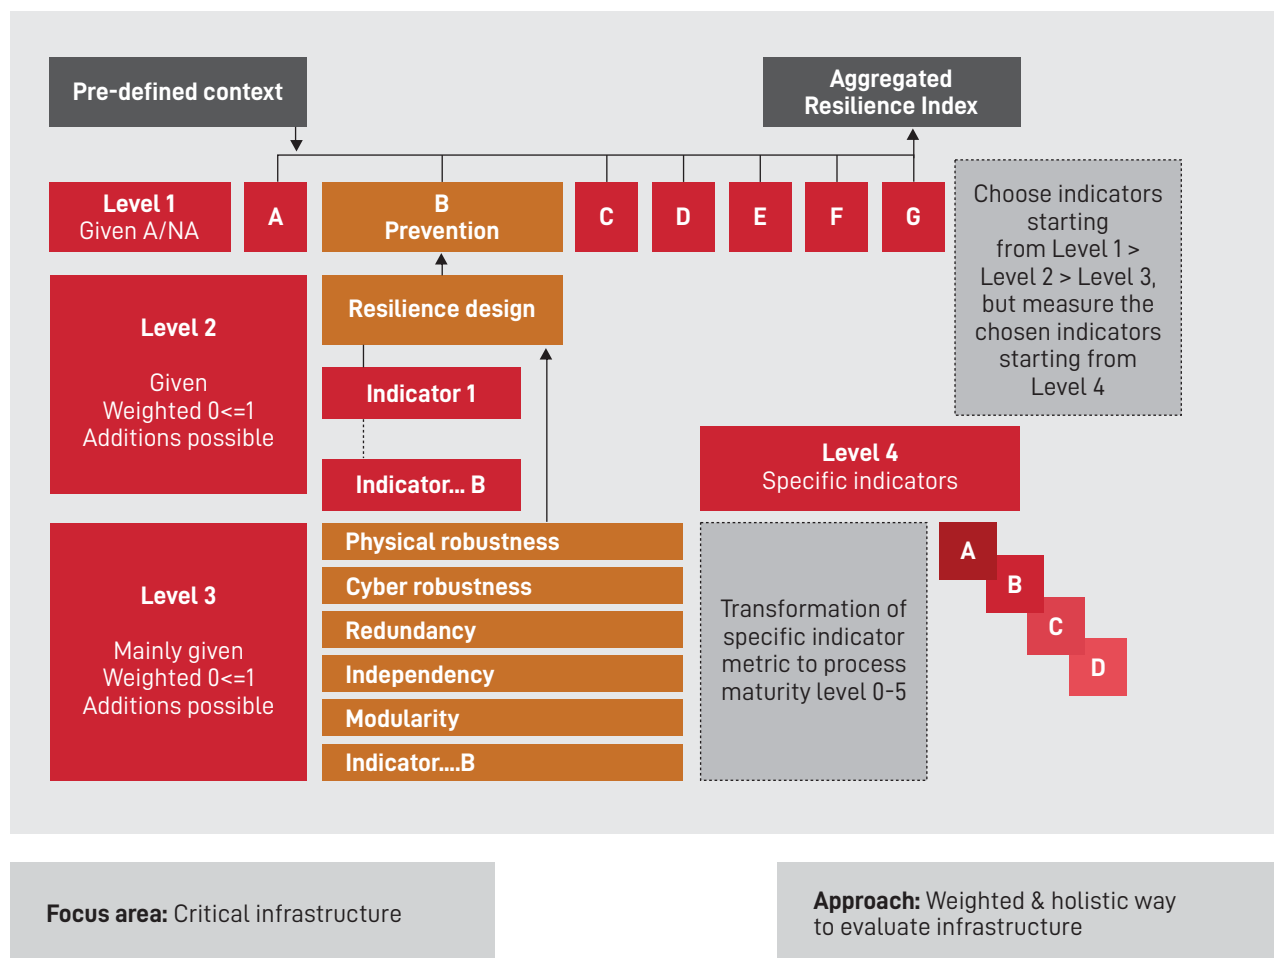 Pre-defined context
Aggregated
Resilience Index
Level 1
Given A/NA
A
B
Prevention
C
D
E
F
G
Choose indicators
starting
from Level 1 >
Level 2 > Level 3,
but measure the
chosen indicators
starting from
Level 4
Level 2
Given
Weighted 0<=1
Additions possible
Resilience design
Indicator 1
Indicator... B
Level 4
Specific indicators
Level 3
Mainly given
Weighted 0<=1
Additions possible
Physical robustness
Cyber robustness
Redundancy
Independency
Modularity
Indicator....B
Transformation of
specific indicator
metric to process
maturity level 0-5
A
B
C
D
Focus area: Critical infrastructure
Approach: Weighted & holistic way
to evaluate infrastructure